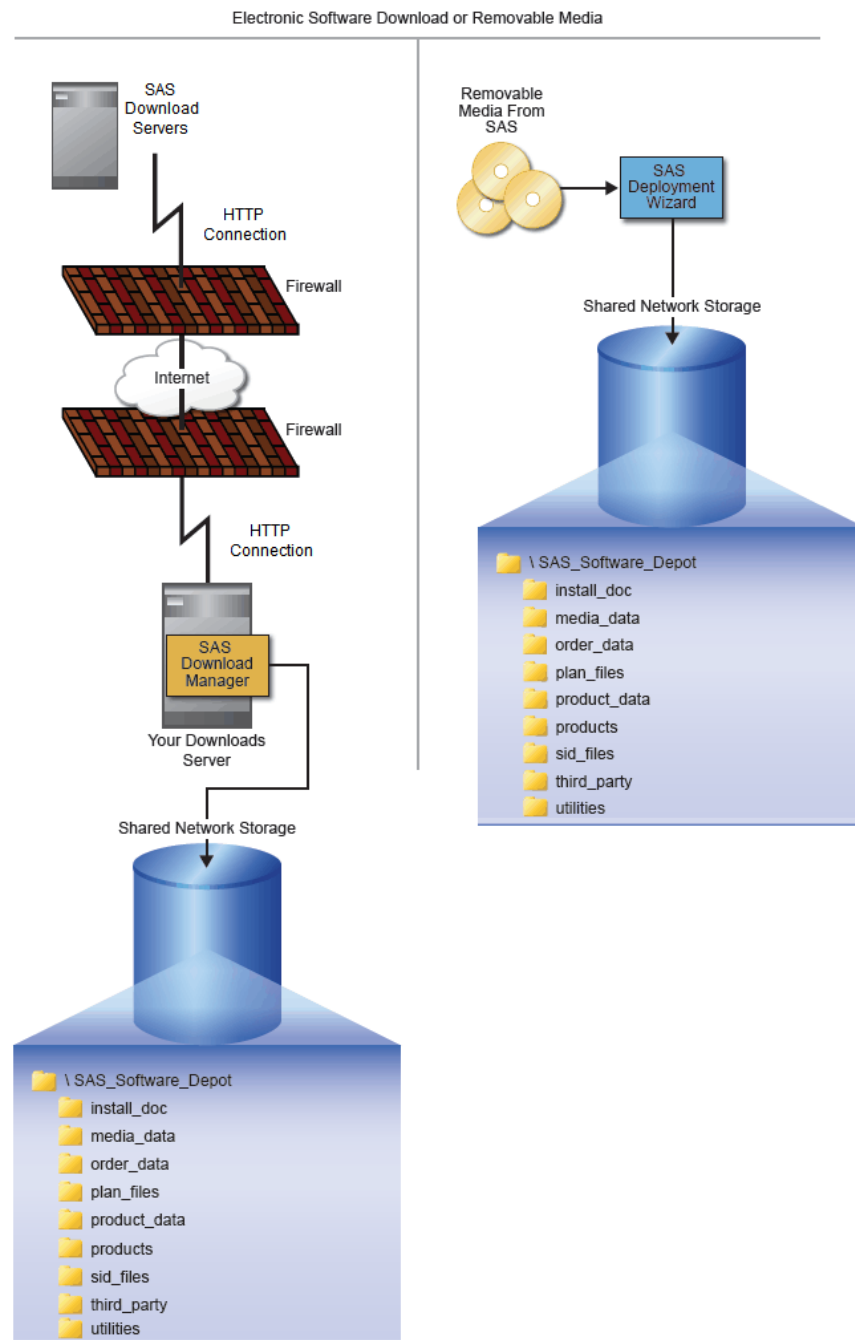 Electronic Software Download or Removable Media
SAS
Download
Servers
HTTP
Connection
Firewall
Internet
Firewall
HTTP
Connection
SAS
Download
Manager
Your Downloads
Server
Shared Network Storage
\ SAS_Software_Depot
install_doc
media_data
order_data
plan_files
product_data
products
sid_files
third_party
utilities
Removable
Media From
SAS
SAS
Deployment
Wizard
Shared Network Storage
\ SAS_Software_Depot
install_doc
media_data
order_data
plan_files
product_data
products
sid_files
third_party
utilities